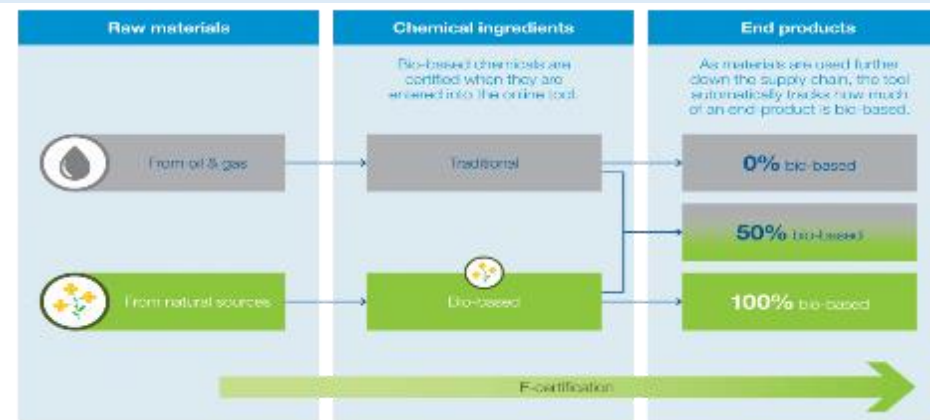 Raw materials
Chemical ingredients
End products
Bio-based chemicals are
certified when they are
entered into the online tool.
As materials are used further
down the supply chain, the tool
automatically tracks how much
of an end-product is bio-based.
From oil & gas
Traditional
0% bio-based
50% bio-based
From natural sources
Bio-based
100% bio-based
E-certification